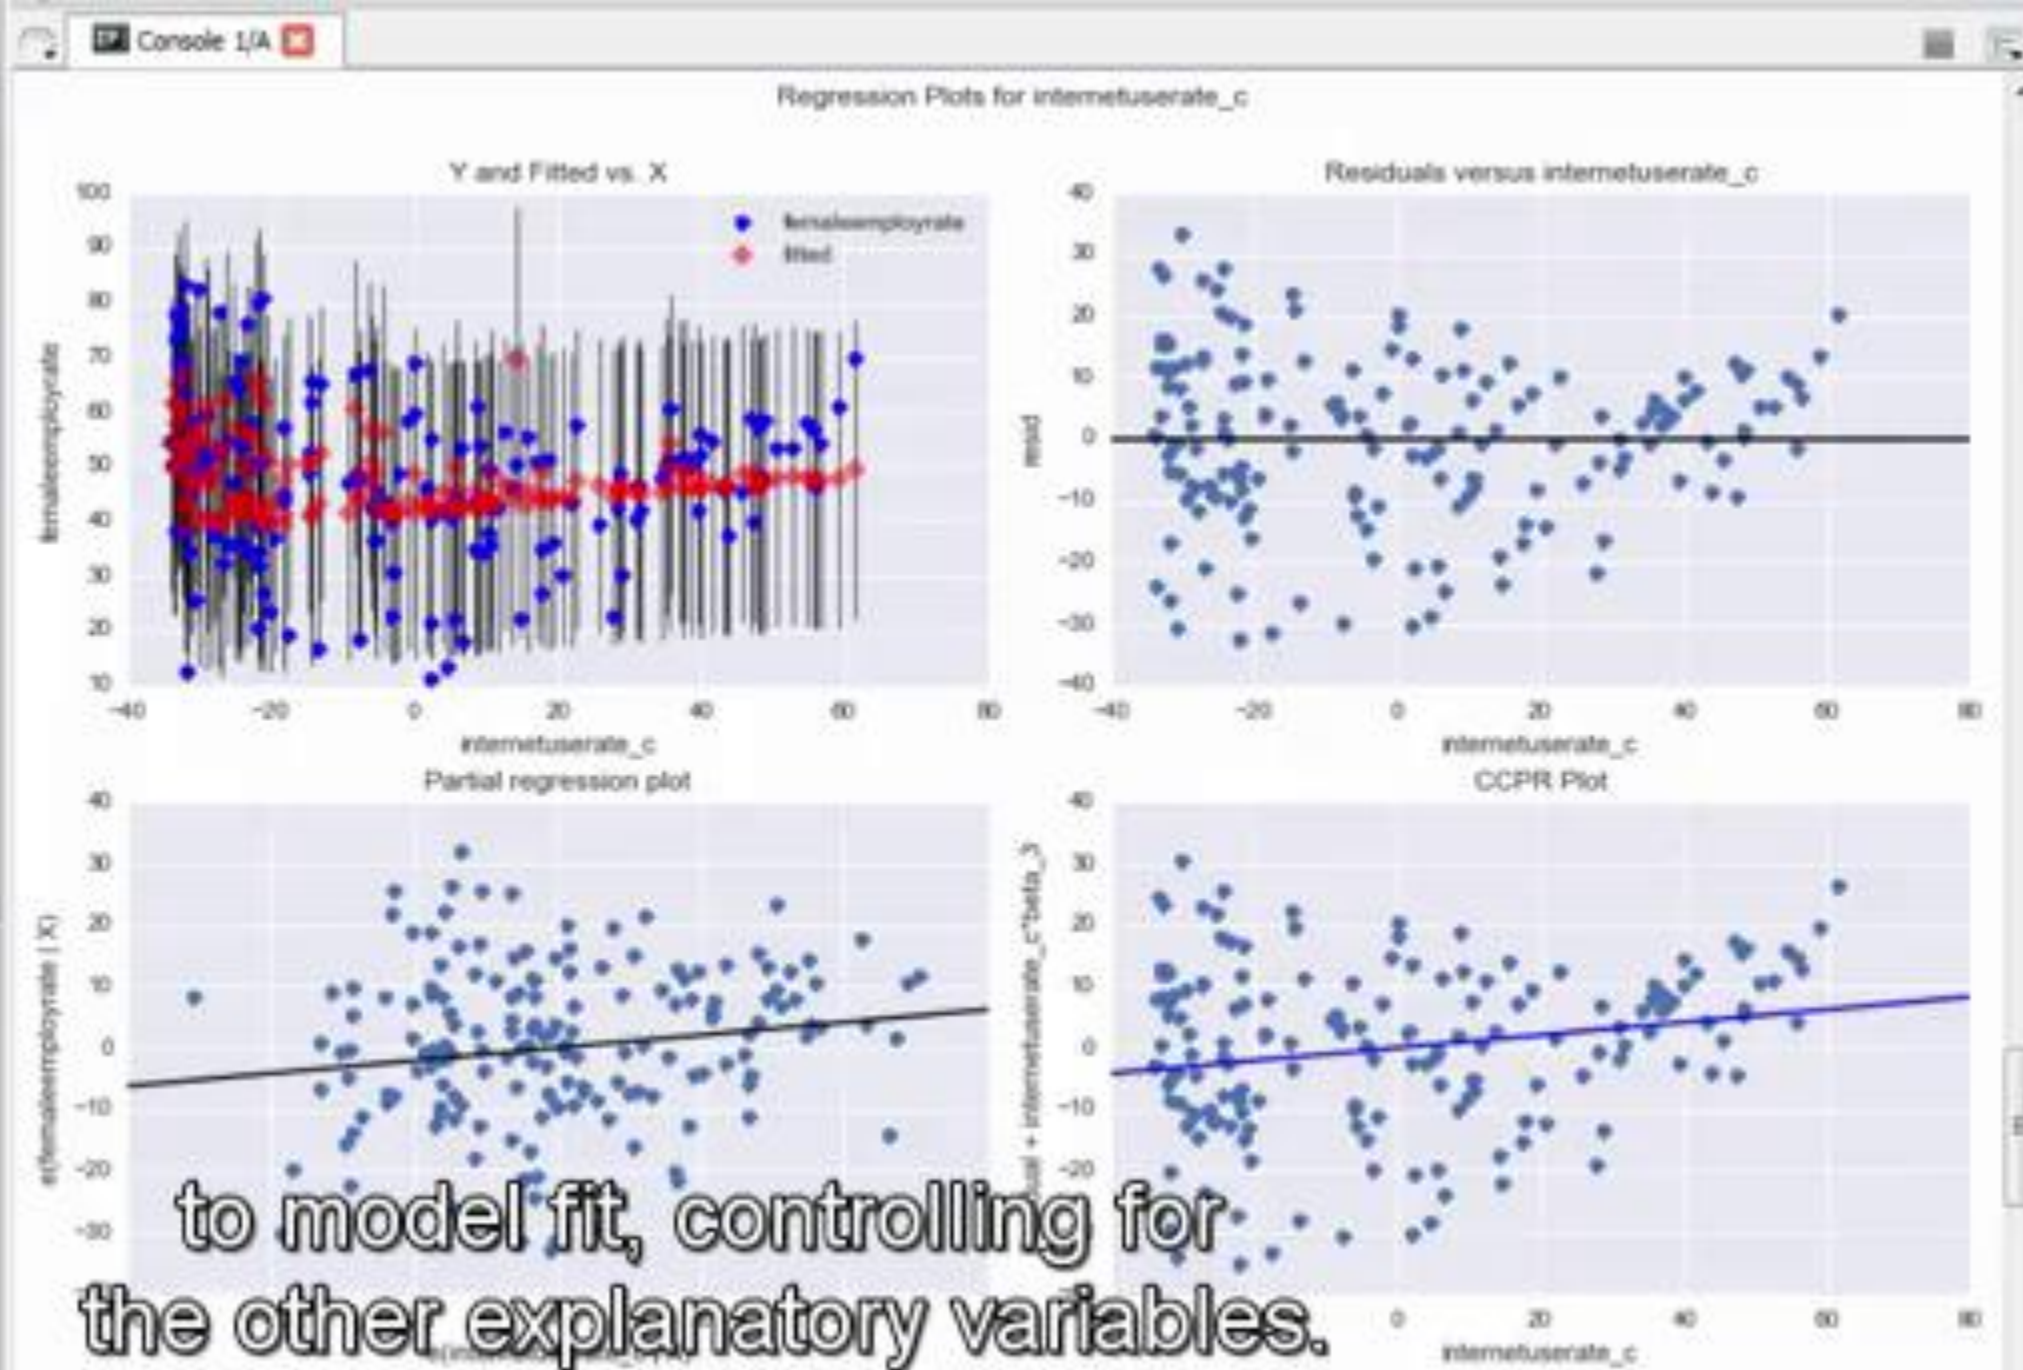 Console 1/A
Regression Plots for internetuserate_c
Y and Fitted vs. X
Residuals versus internetuserate_c
100
90
80
70
60
50
40
30
20
10
femaleemployrate
femaleemployrate
fitted
-40 -20 0 20 40 60 80
internetuserate_c
40
30
20
10
0
-10
-20
-30
-40
resid
-40 -20 0 20 40 60 80
internetuserate_c
Partial regression plot
CCPR Plot
40
30
20
10
0
-10
-20
-30
e(femaleemployrate | X)
40
30
20
10
0
-10
-20
ual + internetuserate_c*beta_3
0 20 40 60 80
internetuserate_c
to model fit, controlling for
the other explanatory variables.